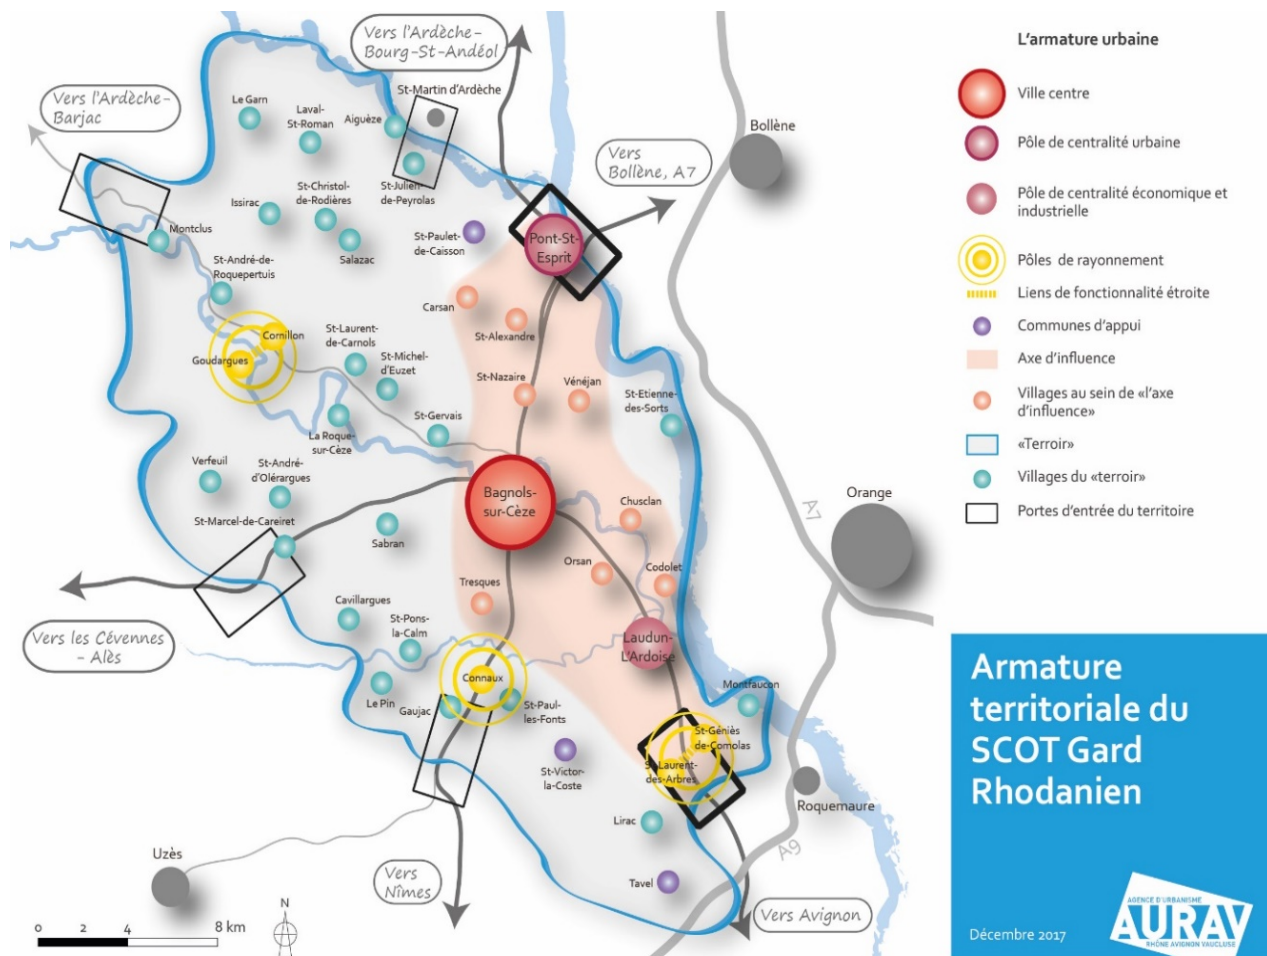 Vers l'Ardèche-
Bourg-St-Andéol
Vers l'Ardèche-
Barjac
St-Martin d'Ardèche
Le Garn
Laval-
St-Roman
Aiguèze
Bollène
Vers
Bollène, A7
St-Christol-
de-Rodières
St-Julien-
de-Peyrolas
Issirac
Montclus
Salazac
St-Paulet-
de-Caisson
Pont-St-
Esprit
St-André-de-
Roquepertuis
Carsan
St-Alexandre
Cornillon
Goudargues
St-Laurent-
de-Carnols
St-Michel-
d'Euzet
St-Nazaire
Vénéjan
St-Etienne-
des-Sorts
St-Gervais
La Roque-
sur-Cèze
Verfeuil
St-André-
d'Olérargues
Bagnols-
sur-Cèze
Chusclan
Orange
A7
St-Marcel-de-Careiret
Sabran
Orsan
Codolet
Tresques
Cavillargues
St-Pons-
la-Calm
Vers les Cévennes
- Alès
Laudun-
L'Ardoise
Connaux
Le Pin
Gaujac
St-Paul-
les-Fonts
Montfaucon
St-Géniès
de-Comolas
St-Laurent-
des-Arbres
St-Victor-
la-Coste
Roquemaure
Lirac
A9
Uzès
Vers
Nîmes
Tavel
Vers Avignon
N
0 2 4 8 km
L'armature urbaine
Ville centre
Pôle de centralité urbaine
Pôle de centralité économique et
industrielle
Pôles de rayonnement
Liens de fonctionalité étroite
Communes d'appui
Axe d'influence
Villages au sein de «l'axe
d'influence»
«Terroir»
Villages du «terroir»
Portes d'entrée du territoire
Armature
territoriale du
SCOT Gard
Rhodanien
Décembre 2017
AGENCE D'URBANISME
AURAV
RHÔNE AVIGNON VAUCLUSE